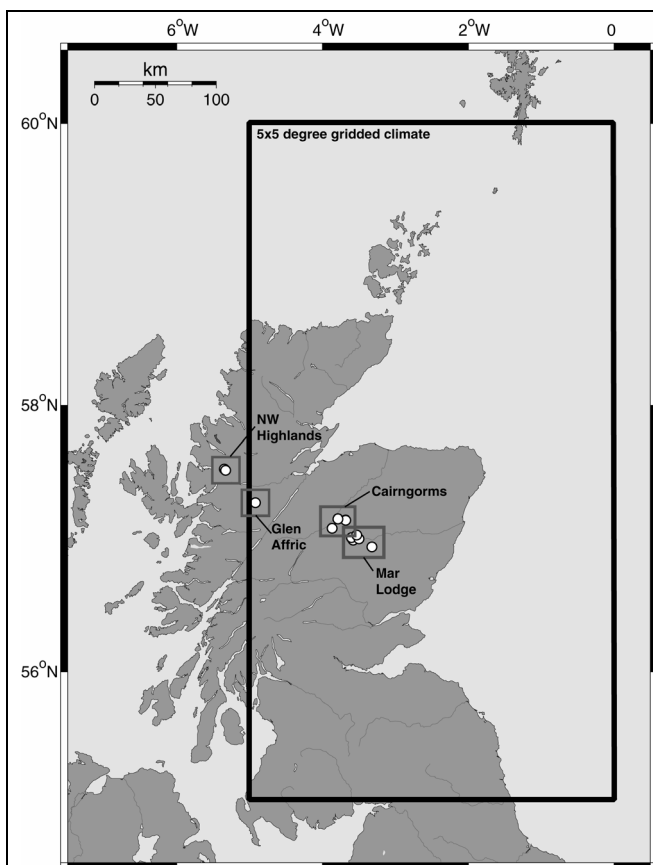 6°W 4°W 2°W 0
km
0 50 100
60°N
5x5 degree gridded climate
58°N
NW
Highlands
Cairngorms
Glen
Affric
Mar
Lodge
56°N